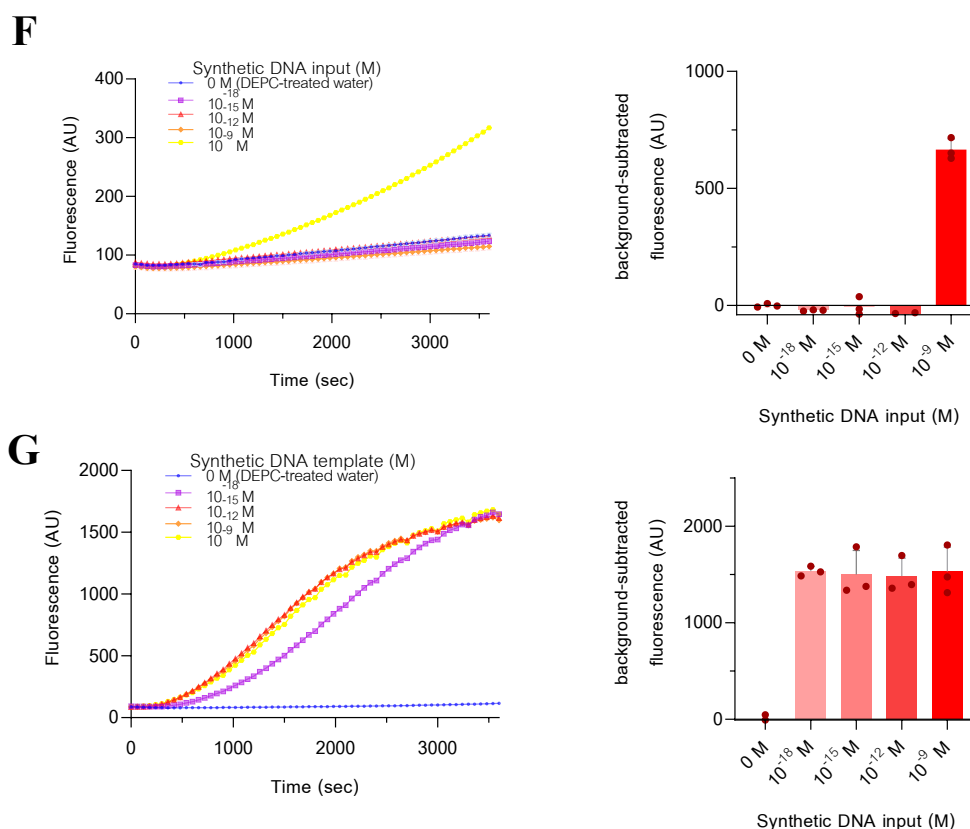 F
Synthetic DNA input (M)
0 M (DEPC-treated water)
10-18 M
10-15 M
10-12 M
10-9 M
400
300
200
100
0
Fluorescence (AU)
0 1000 2000 3000
Time (sec)
1000
500
0
background-subtracted
fluorescence (AU)
0 M 10-18 M 10-15 M 10-12 M 10-9 M
Synthetic DNA input (M)
G
Synthetic DNA template (M)
0 M (DEPC-treated water)
10-18 M
10-15 M
10-12 M
10-9 M
2000
1500
1000
500
0
Fluorescence (AU)
0 1000 2000 3000
Time (sec)
2000
1500
1000
500
0
background-subtracted
fluorescence (AU)
0 M 10-18 M 10-15 M 10-12 M 10-9 M
Synthetic DNA input (M)